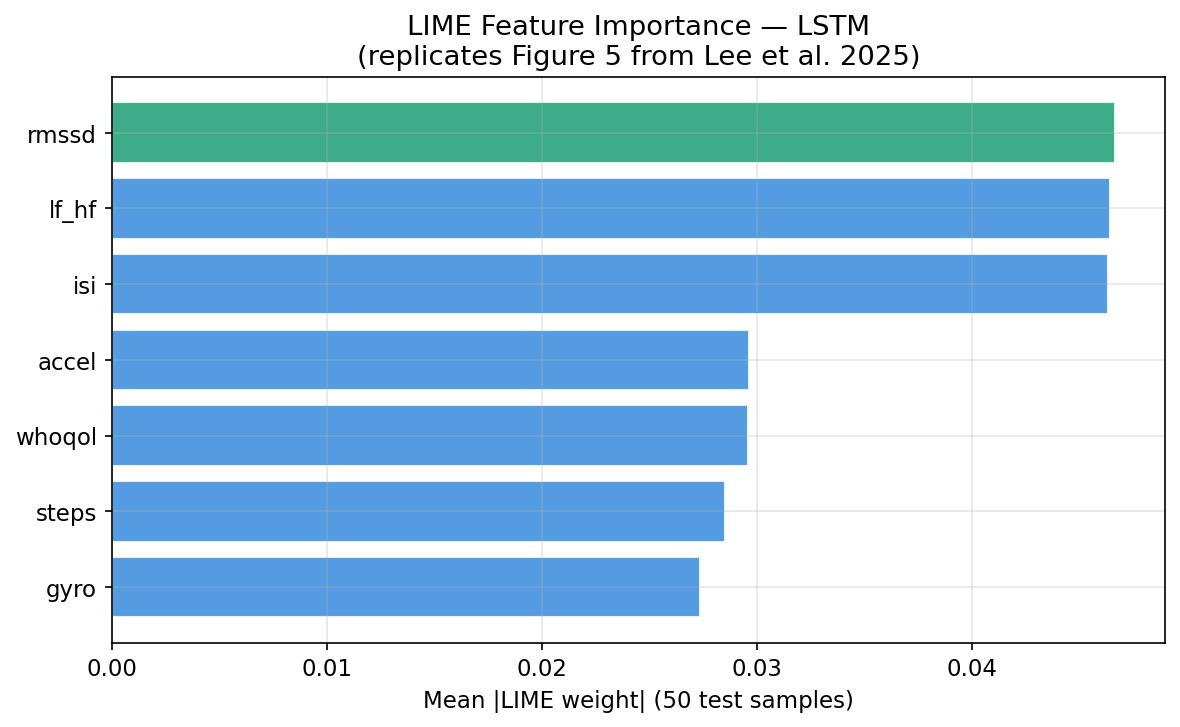 LIME Feature Importance — LSTM
(replicates Figure 5 from Lee et al. 2025)
rmssd
lf_hf
isi
accel
whoqol
steps
gyro
0.00 0.01 0.02 0.03 0.04
Mean |LIME weight| (50 test samples)